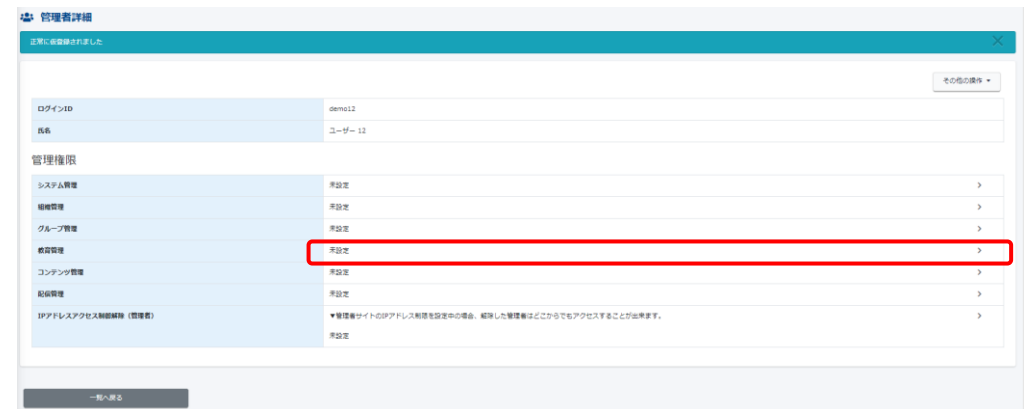 管理者詳細
正常に仮登録されました
その他の操作
ログインID
demo12
氏名
ユーザー 12
管理権限
システム管理
未設定
組織管理
未設定
グループ管理
未設定
教育管理
未設定
コンテンツ管理
未設定
配信管理
未設定
IPアドレスアクセス制御解除（管理者）
▼管理者サイトのIPアドレス制限を設定中の場合、解除した管理者はどこからでもアクセスすることが出来ます。
未設定
一覧へ戻る